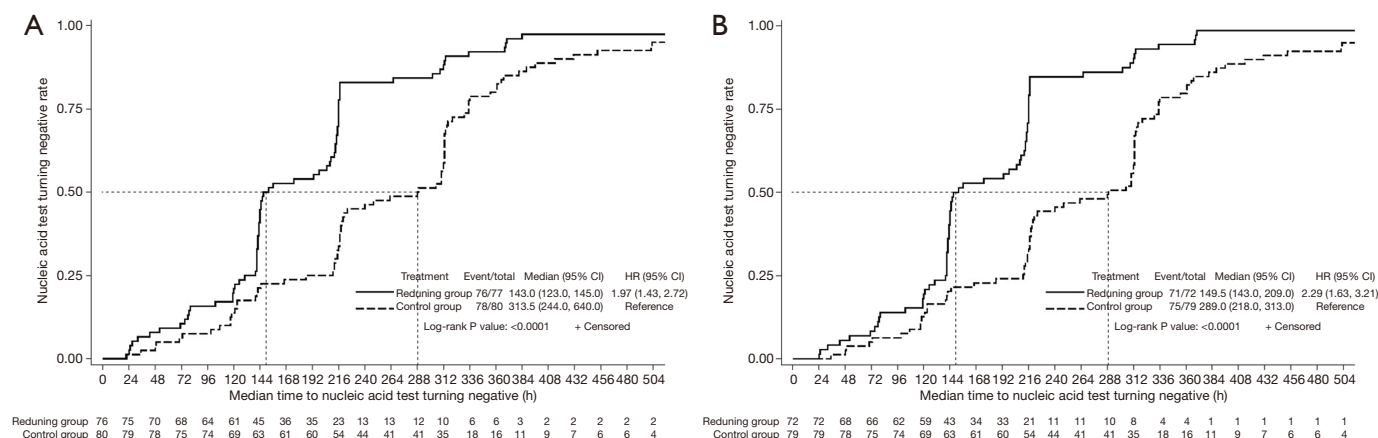 A
1.00
0.75
0.50
0.25
0.00
Nucleic acid test turning negative rate
Treatment Event/total Median (95% CI) HR (95% CI)
Reduning group 76/77 143.0 (123.0, 145.0) 1.97 (1.43, 2.72)
Control group 78/80 313.5 (244.0, 640.0) Reference
Log-rank P value: <0.0001 + Censored
0 24 48 72 96 120 144 168 192 216 240 264 288 312 336 360 384 408 432 456 480 504
Median time to nucleic acid test turning negative (h)
Reduning group 76 75 70 68 64 61 45 36 35 23 13 13 12 10 6 6 3 2 2 2 2 2
Control group 80 79 78 75 74 69 63 61 60 54 44 41 41 35 18 16 11 9 7 6 6 4
B
1.00
0.75
0.50
0.25
0.00
Nucleic acid test turning negative rate
Treatment Event/total Median (95% CI) HR (95% CI)
Reduning group 71/72 149.5 (143.0, 209.0) 2.29 (1.63, 3.21)
Control group 75/79 289.0 (218.0, 313.0) Reference
Log-rank P value: <0.0001 + Censored
0 24 48 72 96 120 144 168 192 216 240 264 288 312 336 360 384 408 432 456 480 504
Median time to nucleic acid test turning negative (h)
Reduning group 72 72 68 66 62 59 43 34 33 21 11 11 10 8 4 4 1 1 1 1 1 1
Control group 79 79 78 75 74 69 63 61 60 54 44 41 41 35 18 16 11 9 7 6 6 4